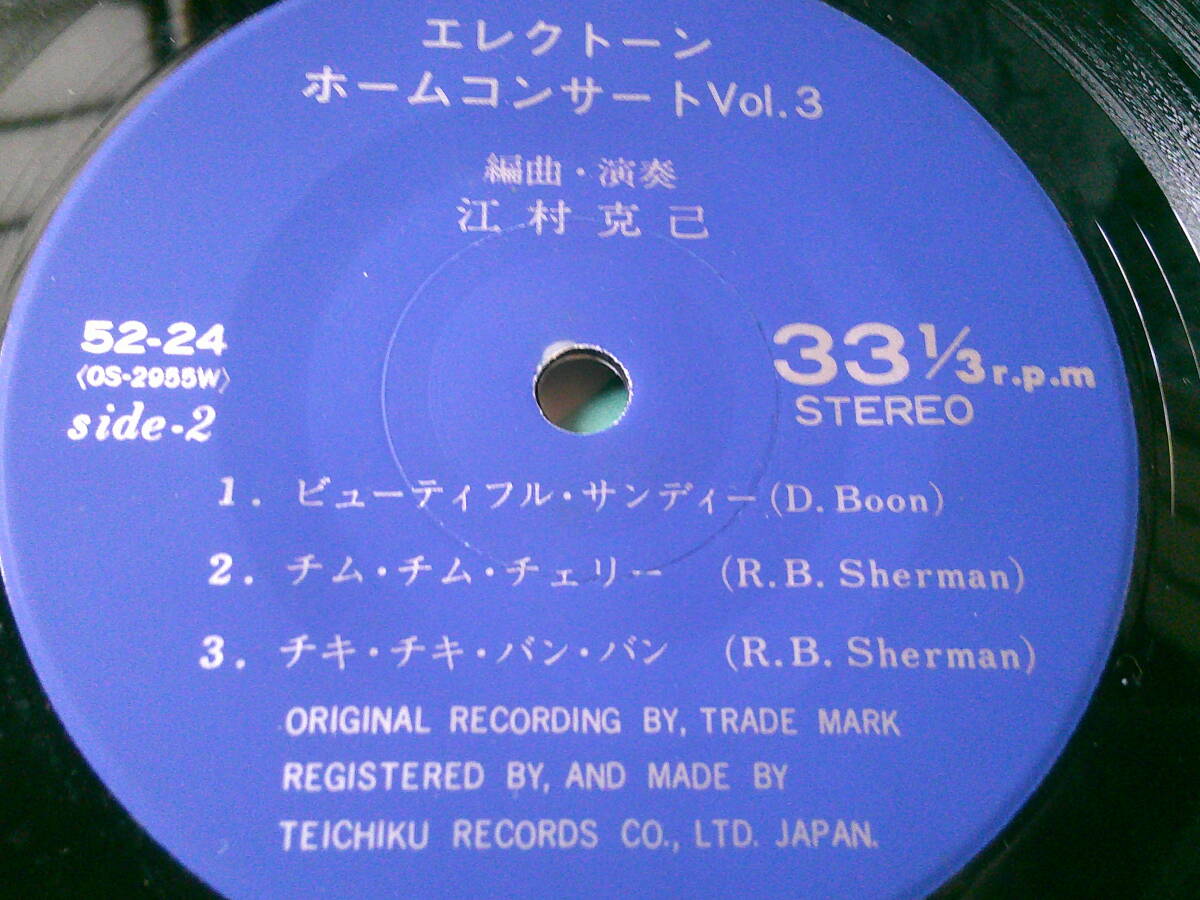 エレクトーン
ホームコンサートVol.3
編曲・演奏
江村克己
52-24
〈OS-2955W〉
side-2
33 1/3 r.p.m
STEREO
1. ビューティフル・サンディー(D. Boon)
2. チム・チム・チェリー (R.B. Sherman)
3. チキ・チキ・バン・バン (R.B. Sherman)
ORIGINAL RECORDING BY, TRADE MARK
REGISTERED BY, AND MADE BY
TEICHIKU RECORDS CO., LTD. JAPAN.